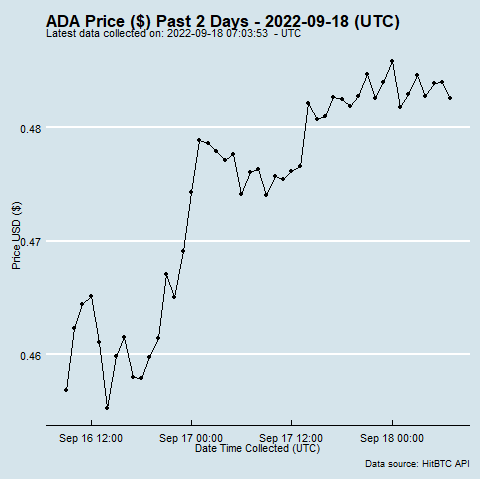 ADA Price ($) Past 2 Days - 2022-09-18 (UTC)
Latest data collected on: 2022-09-18 07:03:53 - UTC
0.48
0.47
0.46
Price USD ($)
Sep 16 12:00 Sep 17 00:00 Sep 17 12:00 Sep 18 00:00
Date Time Collected (UTC)
Data source: HitBTC API